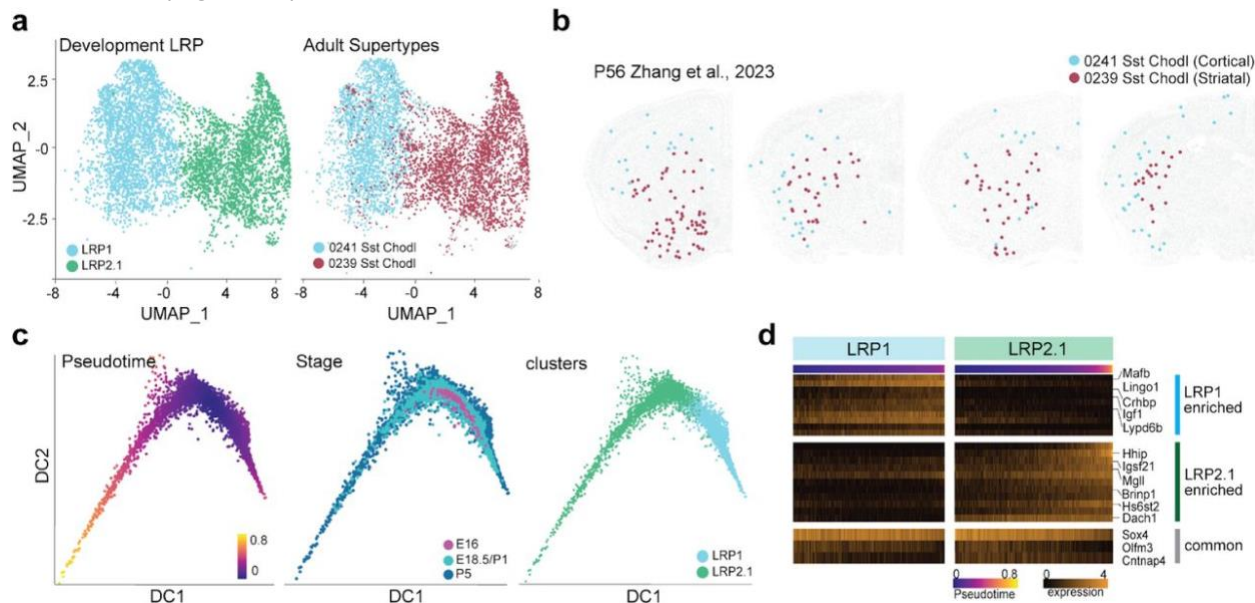 a
Development LRP
Adult Supertypes
UMAP_2
2.5
-0
-2.5
LRP1
LRP2.1
0241 Sst Chodl
0239 Sst Chodl
-8 -4 -0 4 8
-8 -4 -0 4 8
UMAP_1
UMAP_1
b
P56 Zhang et al., 2023
0241 Sst Chodl (Cortical)
0239 Sst Chodl (Striatal)
c
Pseudotime
Stage
clusters
DC2
0.8
0
E16
E18.5/P1
P5
LRP1
LRP2.1
DC1
DC1
DC1
d
LRP1
LRP2.1
Mafb
Lingo1
Crhbp
Igf1
Lypd6b
LRP1
enriched
Hhip
Igsf21
Mgll
Brinp1
Hs6st2
Dach1
LRP2.1
enriched
Sox4
Olfm3
Cntnap4
common
0 0.8
Pseudotime
0 4
expression